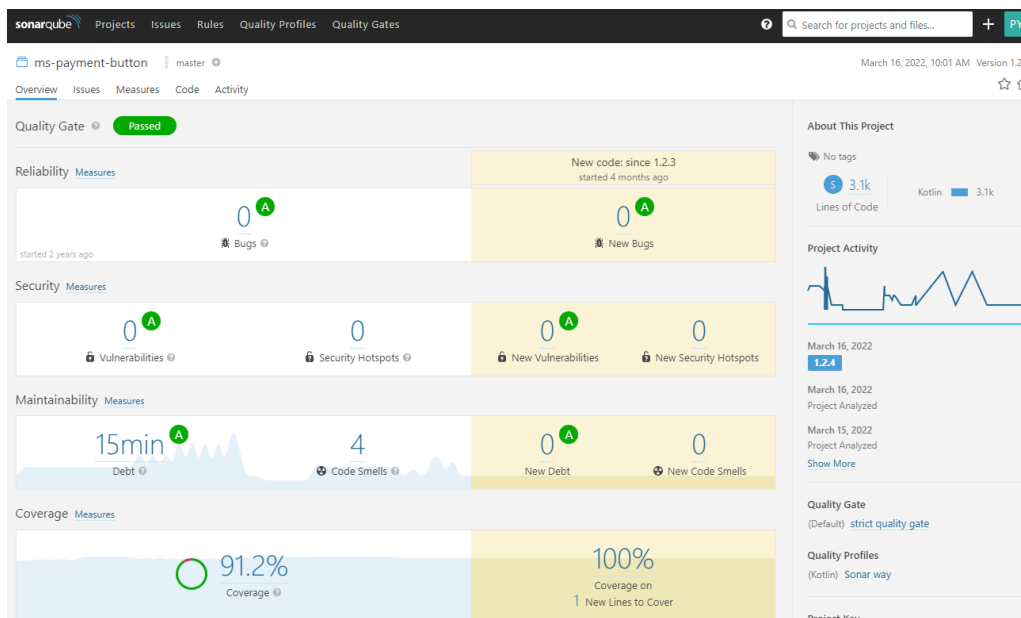 sonarqube Projects Issues Rules Quality Profiles Quality Gates Search for projects and files...
ms-payment-button master March 16, 2022, 10:01 AM Version 1.2
Overview Issues Measures Code Activity
Quality Gate Passed
New code: since 1.2.3
started 4 months ago
Reliability Measures
0 A
Bugs
started 2 years ago
0 A
New Bugs
Security Measures
0 A
Vulnerabilities
0
Security Hotspots
0 A
New Vulnerabilities
0
New Security Hotspots
Maintainability Measures
15min A
Debt
4
Code Smells
0 A
New Debt
0
New Code Smells
Coverage Measures
91.2%
Coverage
100%
Coverage on
1 New Lines to Cover
About This Project
No tags
S 3.1k
Lines of Code
Kotlin 3.1k
Project Activity
March 16, 2022
1.2.4
March 16, 2022
Project Analyzed
March 15, 2022
Project Analyzed
Show More
Quality Gate
(Default) strict quality gate
Quality Profiles
(Kotlin) Sonar way